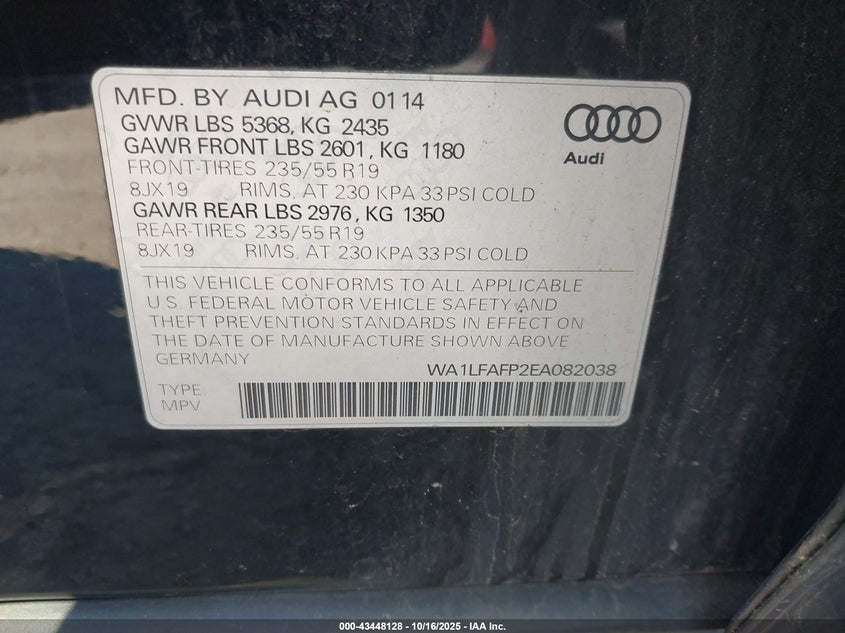 MFD. BY AUDI AG 0114
GVWR LBS 5368, KG 2435
GAWR FRONT LBS 2601, KG 1180
FRONT-TIRES 235/55 R19
8JX19 RIMS, AT 230 KPA 33 PSI COLD
GAWR REAR LBS 2976, KG 1350
REAR-TIRES 235/55 R19
8JX19 RIMS, AT 230 KPA 33 PSI COLD
Audi
THIS VEHICLE CONFORMS TO ALL APPLICABLE
U.S. FEDERAL MOTOR VEHICLE SAFETY AND
THEFT PREVENTION STANDARDS IN EFFECT ON
THE DATE OF MANUFACTURE SHOWN ABOVE
GERMANY
WA1LFAFP2EA082038
TYPE:
MPV
000-43448128 - 10/16/2025 - IAA Inc.